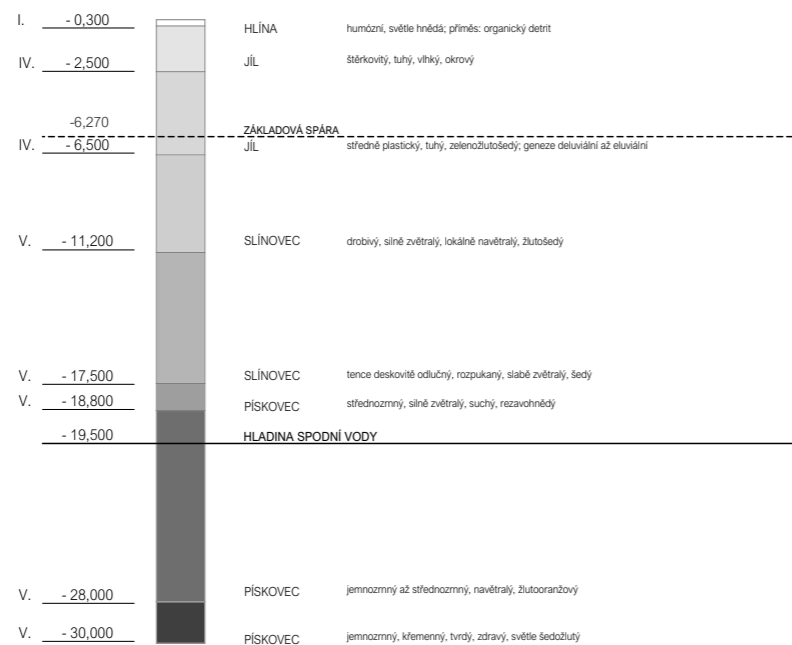 I. - 0,300 HLÍNA humózní, světle hnědá; příměs: organický detrit
IV. - 2,500 JÍL štěrkovitý, tuhý, vlhký, okrový
-6,270 ZÁKLADOVÁ SPÁRA
IV. - 6,500 JÍL středně plastický, tuhý, zelenožlutošedý; geneze deluviální až eluviální
V. - 11,200 SLÍNOVEC drobivý, silně zvětralý, lokálně navětralý, žlutošedý
V. - 17,500 SLÍNOVEC tence deskovitě odlučný, rozpukaný, slabě zvětralý, šedý
V. - 18,800 PÍSKOVEC střednozrnný, silně zvětralý, suchý, rezavohnědý
- 19,500 HLADINA SPODNÍ VODY
V. - 28,000 PÍSKOVEC jemnozrnný až střednozrnný, navětralý, žlutooranžový
V. - 30,000 PÍSKOVEC jemnozrnný, křemenný, tvrdý, zdravý, světle šedožlutý